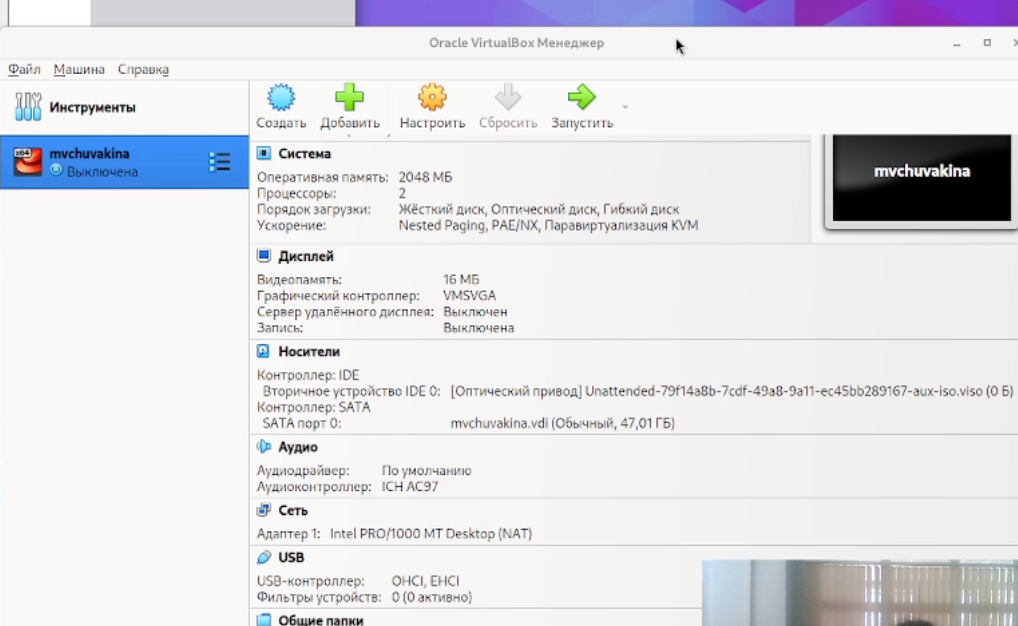 Oracle VirtualBox Менеджер
Файл Машина Справка
Инструменты
Создать Добавить Настроить Сбросить Запустить
x64
mvchuvakina
Выключена
Система
Оперативная память: 2048 МБ
Процессоры: 2
Порядок загрузки: Жёсткий диск, Оптический диск, Гибкий диск
Ускорение: Nested Paging, PAE/NX, Паравиртуализация KVM
mvchuvakina
Дисплей
Видеопамять: 16 МБ
Графический контроллер: VMSVGA
Сервер удалённого дисплея: Выключен
Запись: Выключена
Носители
Контроллер: IDE
Вторичное устройство IDE 0: [Оптический привод] Unattended-79f14a8b-7cdf-49a8-9a11-ec45bb289167-aux-iso.viso (0 Б)
Контроллер: SATA
SATA порт 0: mvchuvakina.vdi (Обычный, 47,01 ГБ)
Аудио
Аудиодрайвер: По умолчанию
Аудиоконтроллер: ICH AC97
Сеть
Адаптер 1: Intel PRO/1000 MT Desktop (NAT)
USB
USB-контроллер: OHCI, EHCI
Фильтры устройств: 0 (0 активно)
Общие папки